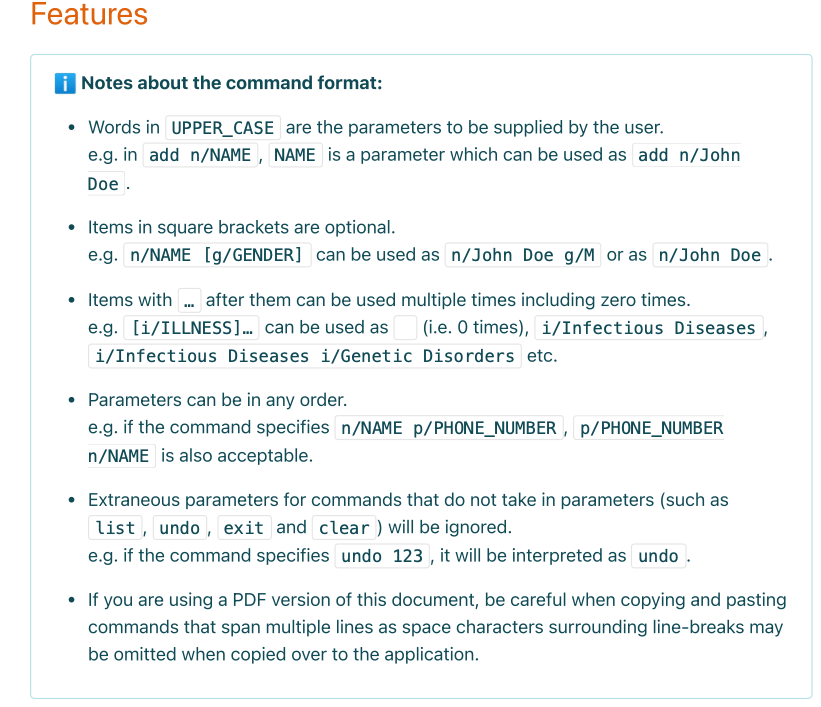 Features
ℹ️ Notes about the command format:
• Words in UPPER_CASE are the parameters to be supplied by the user.
e.g. in add n/NAME, NAME is a parameter which can be used as add n/John
Doe.
• Items in square brackets are optional.
e.g. n/NAME [g/GENDER] can be used as n/John Doe g/M or as n/John Doe.
• Items with … after them can be used multiple times including zero times.
e.g. [i/ILLNESS]… can be used as   (i.e. 0 times), i/Infectious Diseases,
i/Infectious Diseases i/Genetic Disorders etc.
• Parameters can be in any order.
e.g. if the command specifies n/NAME p/PHONE_NUMBER, p/PHONE_NUMBER
n/NAME is also acceptable.
• Extraneous parameters for commands that do not take in parameters (such as
list, undo, exit and clear) will be ignored.
e.g. if the command specifies undo 123, it will be interpreted as undo.
• If you are using a PDF version of this document, be careful when copying and pasting
commands that span multiple lines as space characters surrounding line-breaks may
be omitted when copied over to the application.